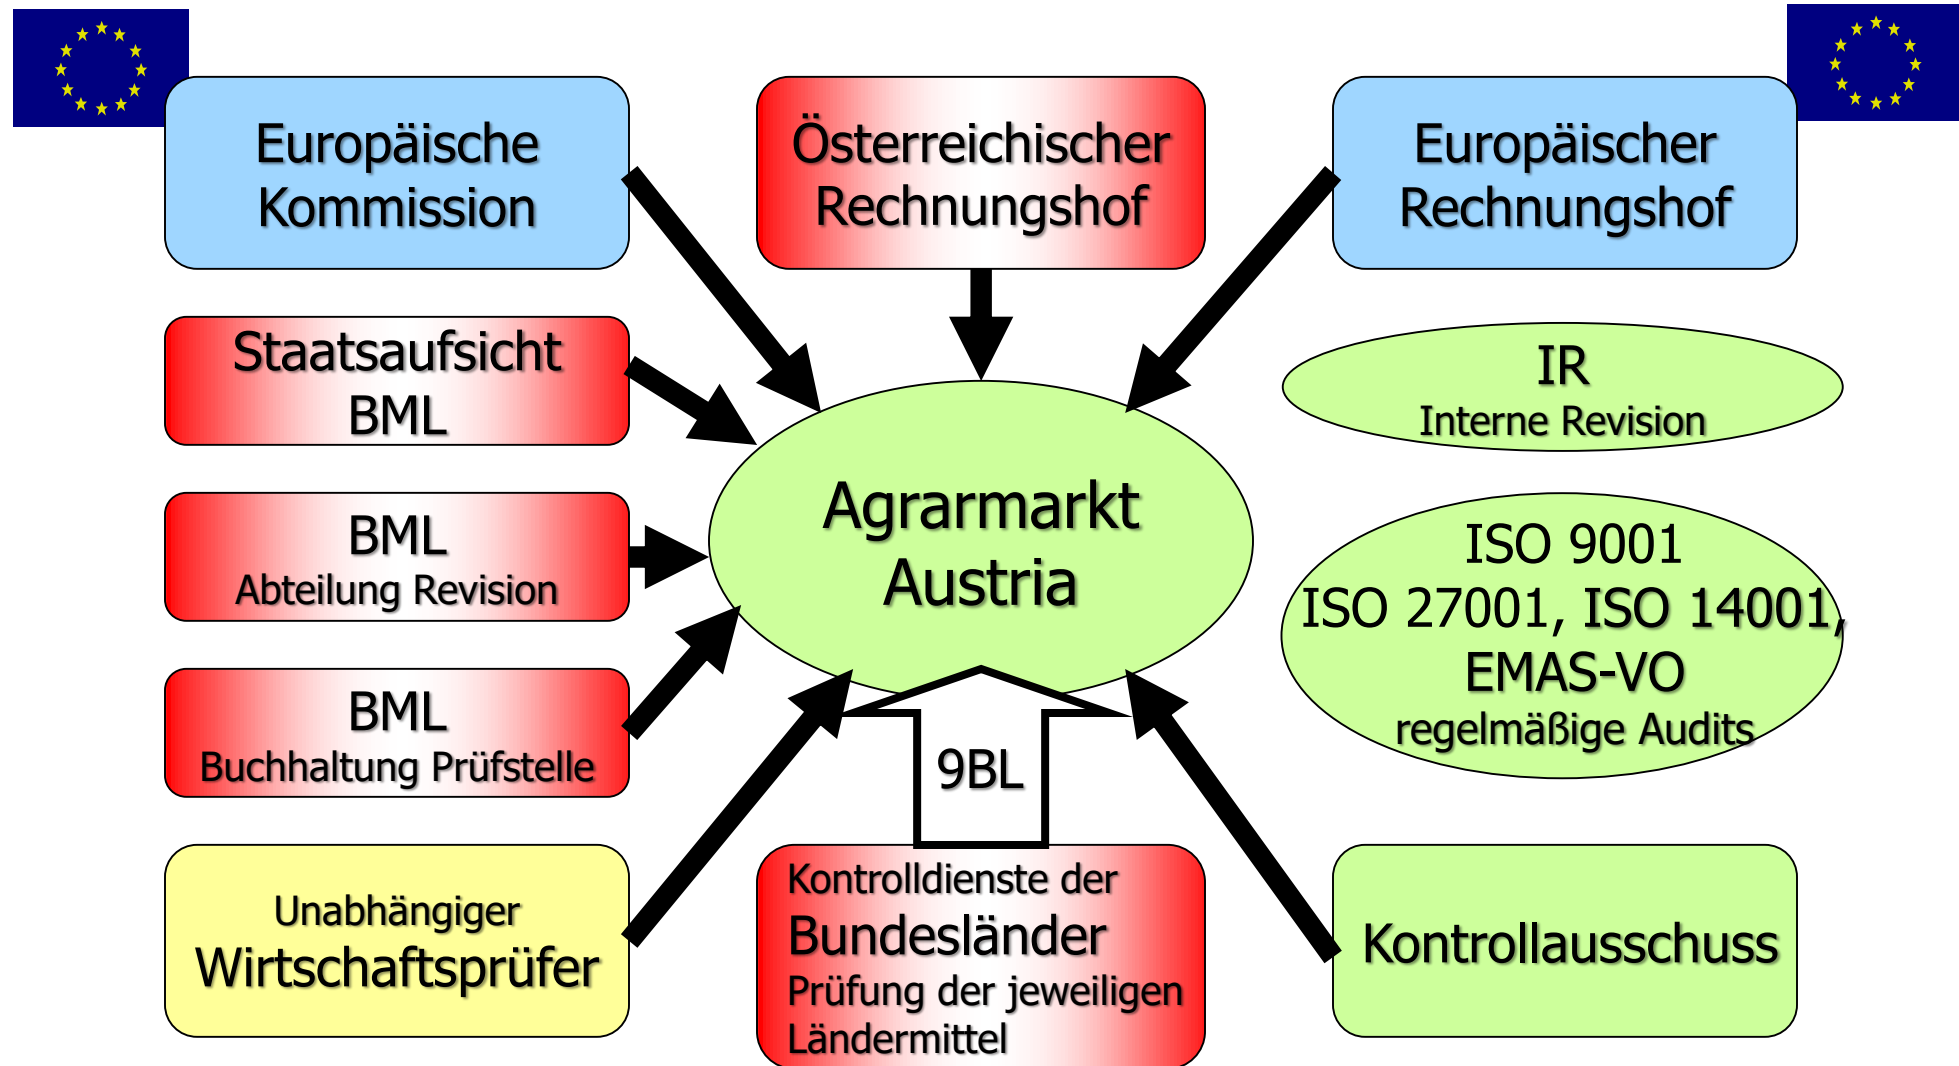 Europäische
Kommission
Österreichischer
Rechnungshof
Europäischer
Rechnungshof
Staatsaufsicht
BML
IR
Interne Revision
Agrarmarkt
Austria
BML
Abteilung Revision
ISO 9001
ISO 27001, ISO 14001,
EMAS-VO
regelmäßige Audits
BML
Buchhaltung Prüfstelle
9BL
Unabhängiger
Wirtschaftsprüfer
Kontrolldienste der
Bundesländer
Prüfung der jeweiligen
Ländermittel
Kontrollausschuss